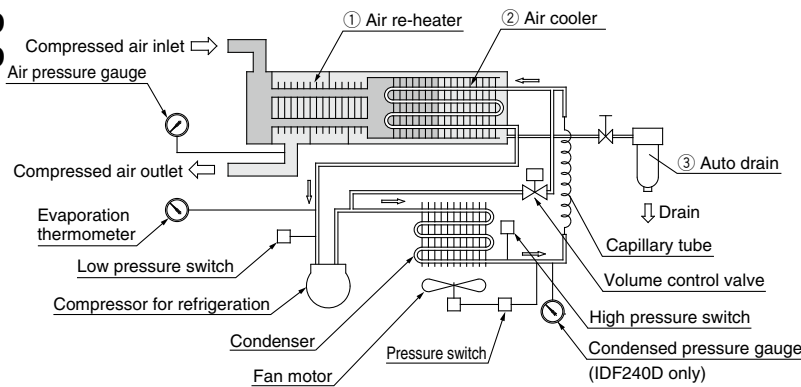 ① Air re-heater
② Air cooler
Compressed air inlet
Air pressure gauge
Compressed air outlet
③ Auto drain
Drain
Evaporation
thermometer
Capillary tube
Low pressure switch
Volume control valve
Compressor for refrigeration
High pressure switch
Condenser
Pressure switch
Condensed pressure gauge
(IDF240D only)
Fan motor